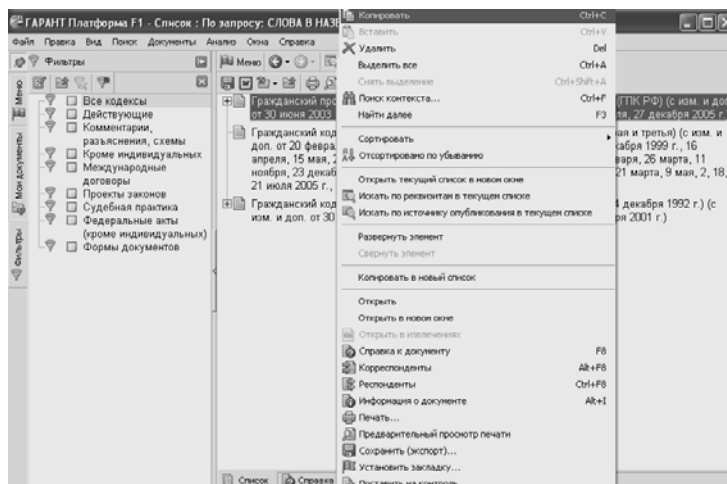 ГАРАНТ Платформа F1 - Список : По запросу: СЛОВА В НАЗВ
Файл Правка Вид Поиск Документы Анализ Окна Справка
Фильтры
Меню
Все кодексы
Действующие
Комментарии,
разъяснения, схемы
Кроме индивидуальных
Международные
договоры
Проекты законов
Судебная практика
Федеральные акты
(кроме индивидуальных)
Формы документов
Меню
Мои документы
Фильтры
Гражданский про
от 30 июня 2003
(ГПК РФ) (с изм. и доп
ля, 27 декабря 2005 г.
Гражданский код
доп. от 20 февра
апреля, 15 мая, 2
ноября, 23 декаб
21 июля 2005 г.,
ая и третья) (с изм. и
кабря 1999 г., 16
варя, 26 марта, 11
21 марта, 9 мая, 2, 18,
Гражданский код
изм. и доп. от 30
4 декабря 1992 г.) (с
ря 2001 г.)
Копировать Ctrl+C
Вставить Ctrl+V
Удалить Del
Выделить все Ctrl+A
Снять выделение Ctrl+Shift+A
Поиск контекста... Ctrl+F
Найти далее F3
Сортировать
Отсортировано по убыванию
Открыть текущий список в новом окне
Искать по реквизитам в текущем списке
Искать по источнику опубликования в текущем списке
Развернуть элемент
Свернуть элемент
Копировать в новый список
Открыть
Открыть в новом окне
Открыть в извлечениях
Справка к документу F8
Корреспонденты Alt+F8
Респонденты Ctrl+F8
Информация о документе Alt+I
Печать...
Предварительный просмотр печати
Сохранить (экспорт)...
Установить закладку...
Поставить на контроль
Список Справка